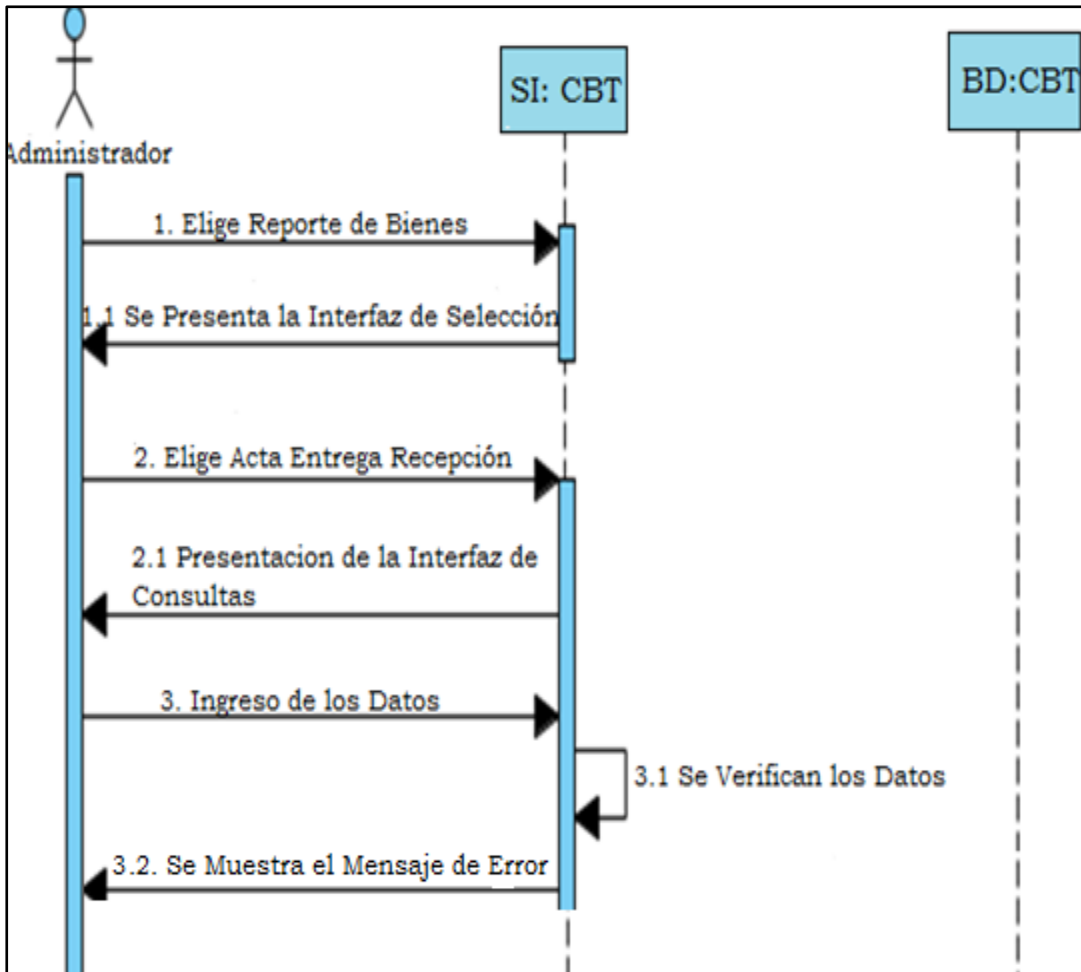 SI: CBT
BD:CBT
Administrador
1. Elige Reporte de Bienes
1.1 Se Presenta la Interfaz de Selección
2. Elige Acta Entrega Recepción
2.1 Presentacion de la Interfaz de
Consultas
3. Ingreso de los Datos
3.1 Se Verifican los Datos
3.2. Se Muestra el Mensaje de Error